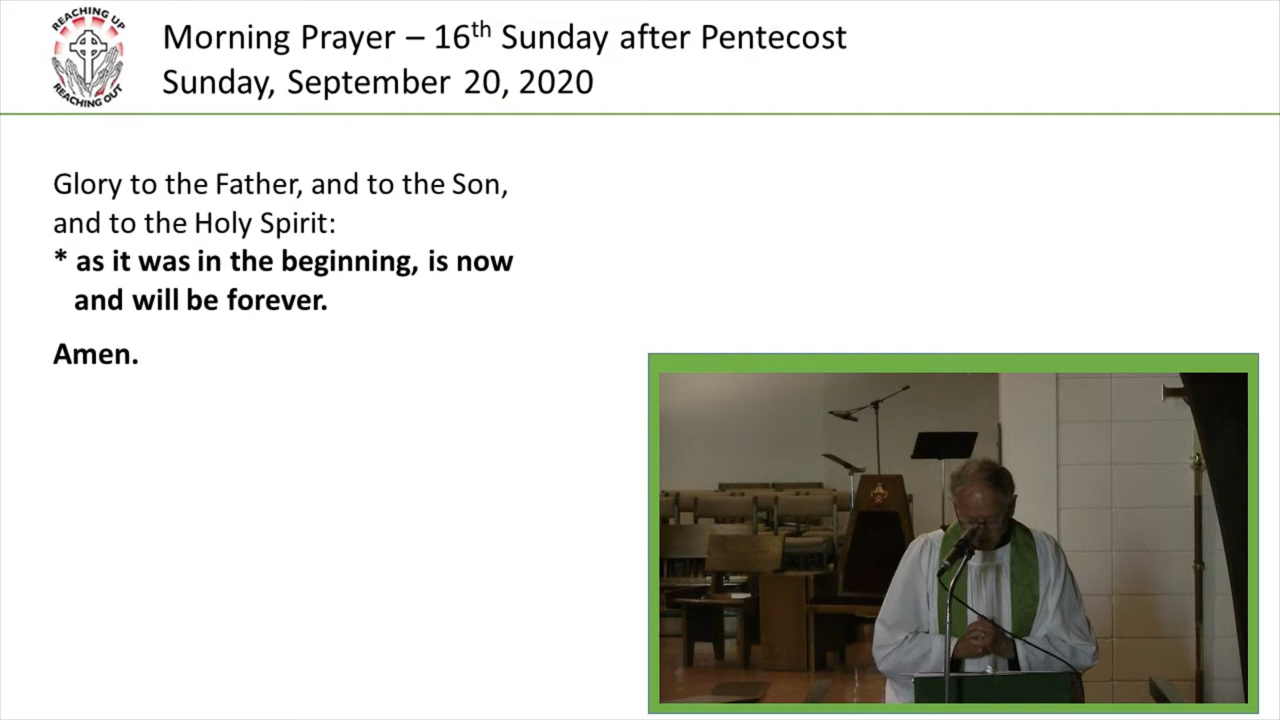 REACHING UP
REACHING OUT
Morning Prayer – 16th Sunday after Pentecost
Sunday, September 20, 2020
Glory to the Father, and to the Son,
and to the Holy Spirit:
* as it was in the beginning, is now
and will be forever.
Amen.